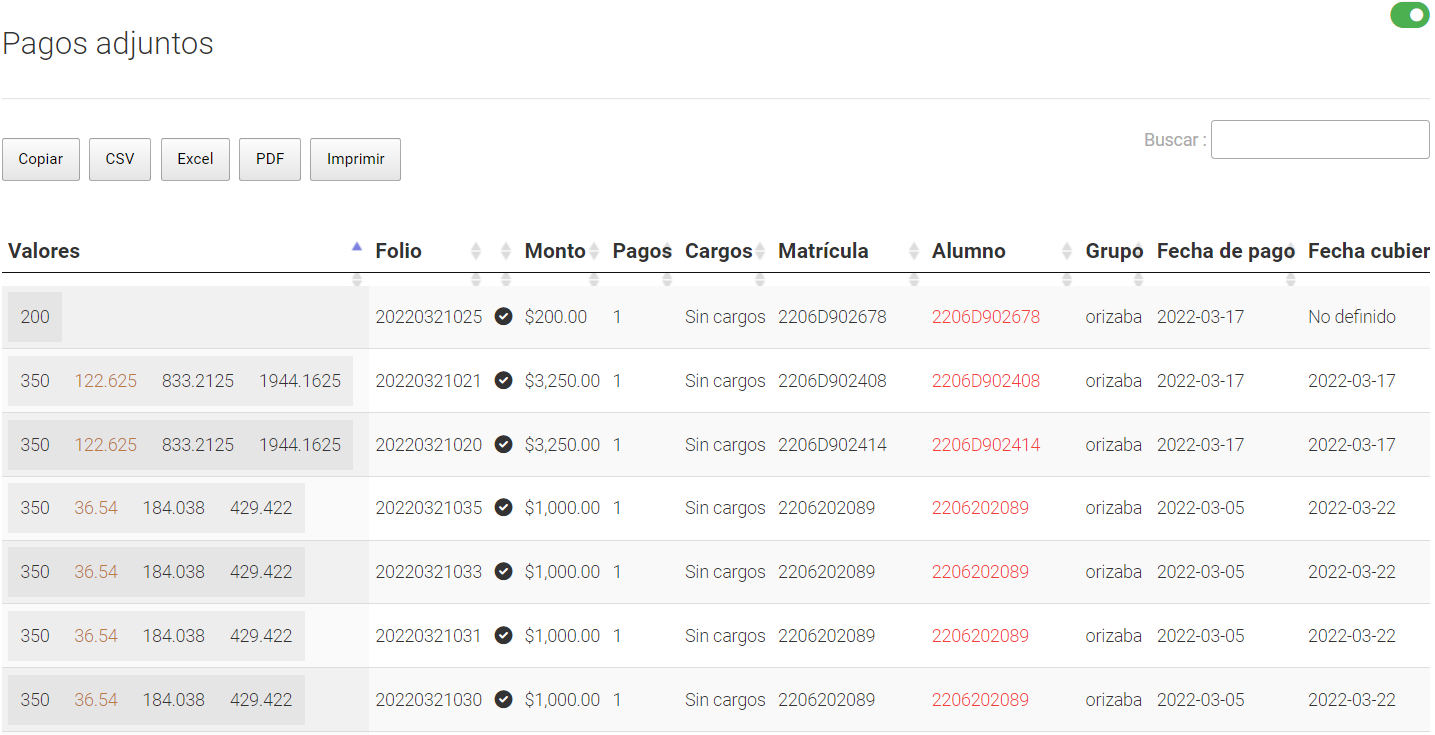 Pagos adjuntos
Buscar :
Copiar CSV Excel PDF Imprimir
Valores Folio Monto Pagos Cargos Matrícula Alumno Grupo Fecha de pago Fecha cubier
200 20220321025 $200.00 1 Sin cargos 2206D902678 2206D902678 orizaba 2022-03-17 No definido
350 122.625 833.2125 1944.1625 20220321021 $3,250.00 1 Sin cargos 2206D902408 2206D902408 orizaba 2022-03-17 2022-03-17
350 122.625 833.2125 1944.1625 20220321020 $3,250.00 1 Sin cargos 2206D902414 2206D902414 orizaba 2022-03-17 2022-03-17
350 36.54 184.038 429.422 20220321035 $1,000.00 1 Sin cargos 2206202089 2206202089 orizaba 2022-03-05 2022-03-22
350 36.54 184.038 429.422 20220321033 $1,000.00 1 Sin cargos 2206202089 2206202089 orizaba 2022-03-05 2022-03-22
350 36.54 184.038 429.422 20220321031 $1,000.00 1 Sin cargos 2206202089 2206202089 orizaba 2022-03-05 2022-03-22
350 36.54 184.038 429.422 20220321030 $1,000.00 1 Sin cargos 2206202089 2206202089 orizaba 2022-03-05 2022-03-22